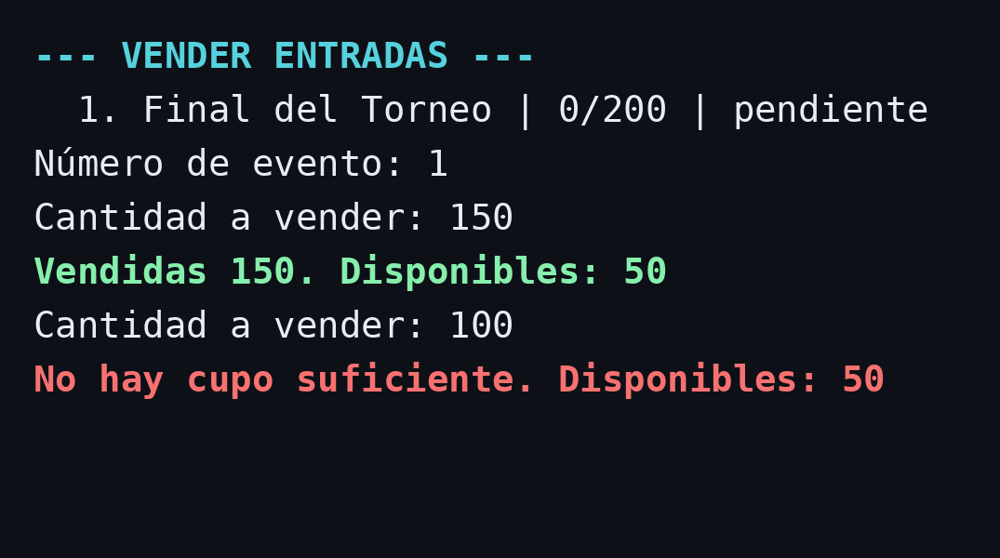 --- VENDER ENTRADAS ---
1. Final del Torneo | 0/200 | pendiente
Número de evento: 1
Cantidad a vender: 150
Vendidas 150. Disponibles: 50
Cantidad a vender: 100
No hay cupo suficiente. Disponibles: 50